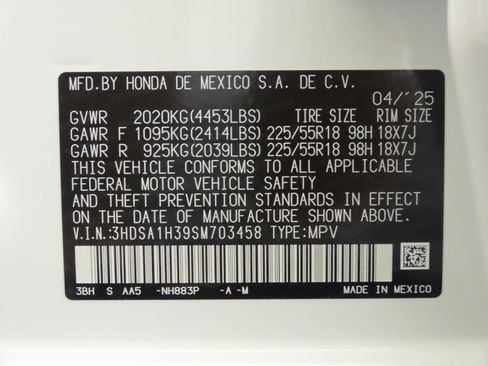 MFD.BY HONDA DE MEXICO S.A. DE C.V.
04/'25
GVWR 2020KG(4453LBS) TIRE SIZE RIM SIZE
GAWR F 1095KG(2414LBS) 225/55R18 98H 18X7J
GAWR R 925KG(2039LBS) 225/55R18 98H 18X7J
THIS VEHICLE CONFORMS TO ALL APPLICABLE
FEDERAL MOTOR VEHICLE SAFETY
AND THEFT PREVENTION STANDARDS IN EFFECT
ON THE DATE OF MANUFACTURE SHOWN ABOVE.
V.I.N.:3HDSA1H39SM703458 TYPE:MPV
3BH S AA5 -NH883P -A -M MADE IN MEXICO